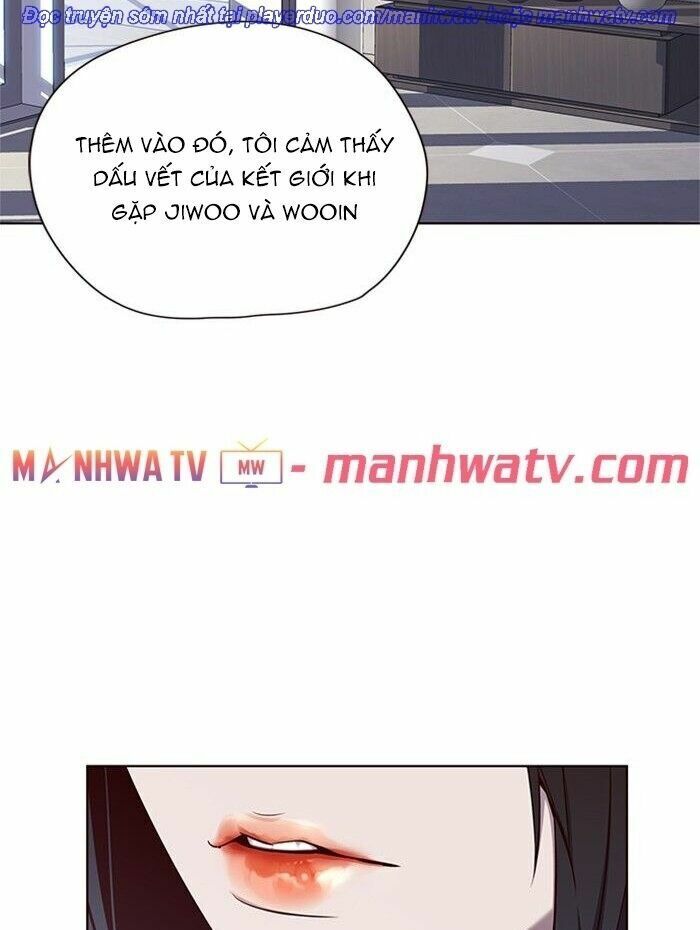 Đọc truyện sớm nhất tại playerduo.com/manhwatv hoặc manhwatv.com
THÊM VÀO ĐÓ, TÔI CẢM THẤY
DẤU VẾT CỦA KẾT GIỚI KHI
GẶP JIWOO VÀ WOOIN
MANHWA TV MW - manhwatv.com